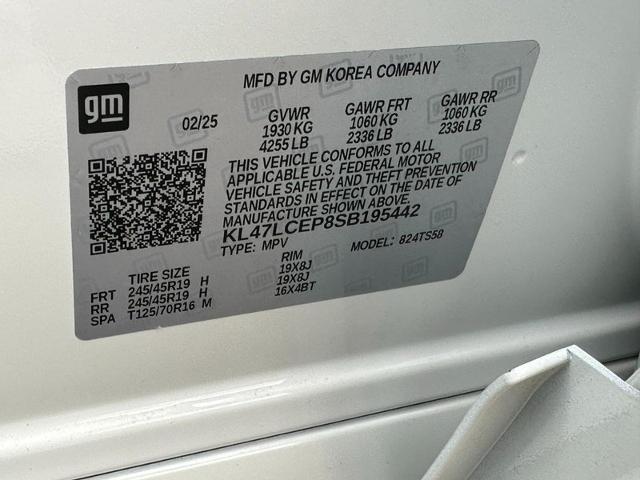 gm
MFD BY GM KOREA COMPANY
02/25
GVWR
1930 KG
4255 LB
GAWR FRT
1060 KG
2336 LB
GAWR RR
1060 KG
2336 LB
THIS VEHICLE CONFORMS TO ALL
APPLICABLE U.S. FEDERAL MOTOR
VEHICLE SAFETY AND THEFT PREVENTION
STANDARDS IN EFFECT ON THE DATE OF
MANUFACTURE SHOWN ABOVE.
KL47LCEP8SB195442
TYPE: MPV MODEL: 824TS58
TIRE SIZE RIM
FRT 245/45R19 H 19X8J
RR 245/45R19 H 19X8J
SPA T125/70R16 M 16X4BT